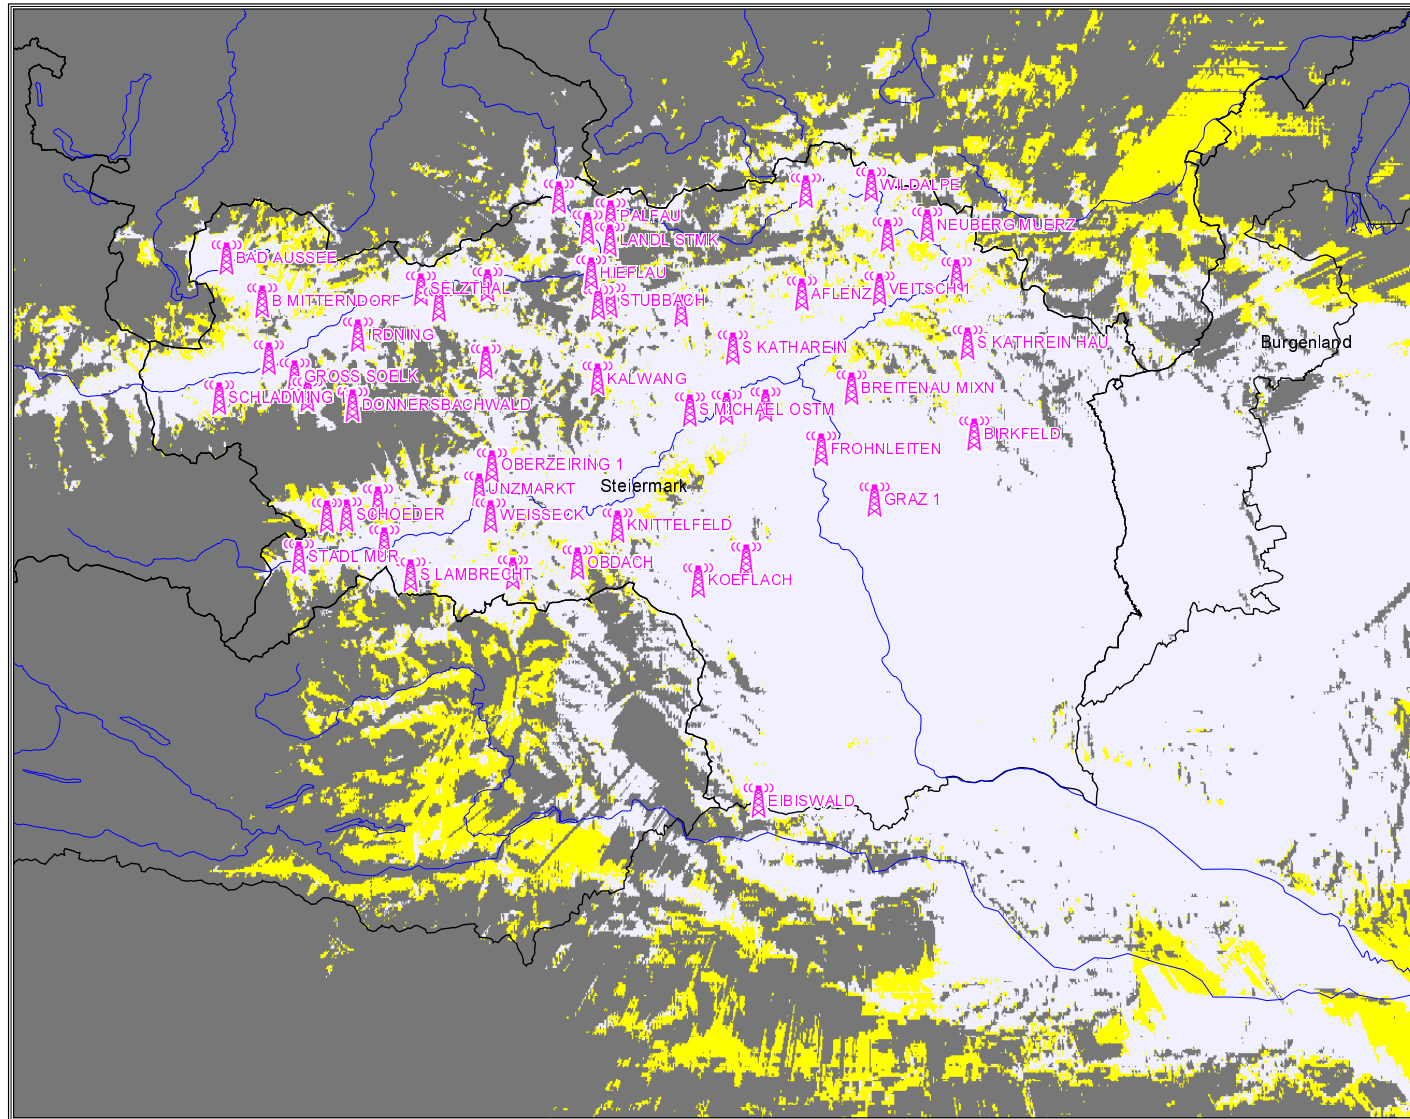 WILDALPE
PALFAU
NEUBERG MUERZ
LANDL STMK
BAD AUSSEE
HIEFLAU
SELZTHAL
AFLENZ
VEITSCH 1
B MITTERNDORF
STUBBACH
IRDNING
S KATHAREIN
S KATHREIN HAU
Burgenland
GROSS SOELK
KALWANG
BREITENAU MIXN
SCHLADMING 1
DONNERSBACHWALD
S MICHAEL OSTM
BIRKFELD
FROHNLEITEN
OBERZEIRING 1
UNZMARKT
Steiermark
GRAZ 1
SCHOEDER
WEISSECK
KNITTELFELD
STADL MUR
OBDACH
S LAMBRECHT
KOEFLACH
EIBISWALD